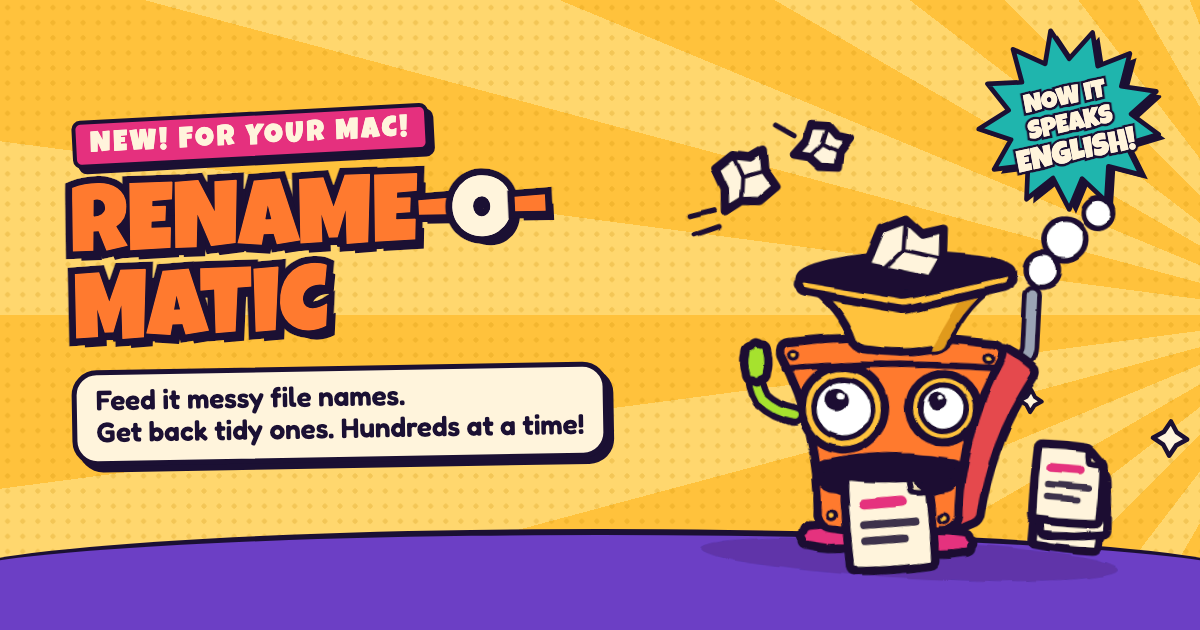 NEW! FOR YOUR MAC!
RENAME-O-
MATIC
Feed it messy file names.
Get back tidy ones. Hundreds at a time!
NOW IT
SPEAKS
ENGLISH!